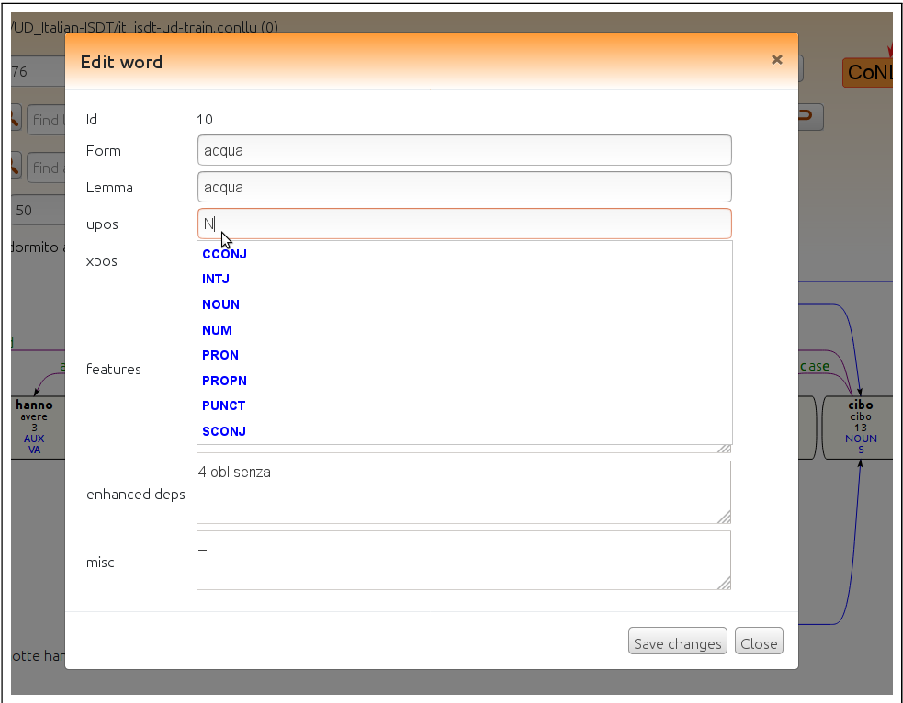 /UD_Italian-ISDT/it_isdt-ud-train.conllu (0)
Edit word
×
76
CoNL
Id
10
find
Form
acqua
find
Lemma
acqua
50
upos
N
dormito
xpos
CCONJ
INTJ
NOUN
NUM
PRON
PROPN
PUNCT
SCONJ
features
case
hanno
avere
3
AUX
VA
cibo
cibo
13
NOUN
S
enhanced deps
4 obl senza
misc
_
Save changes
Close
otte har